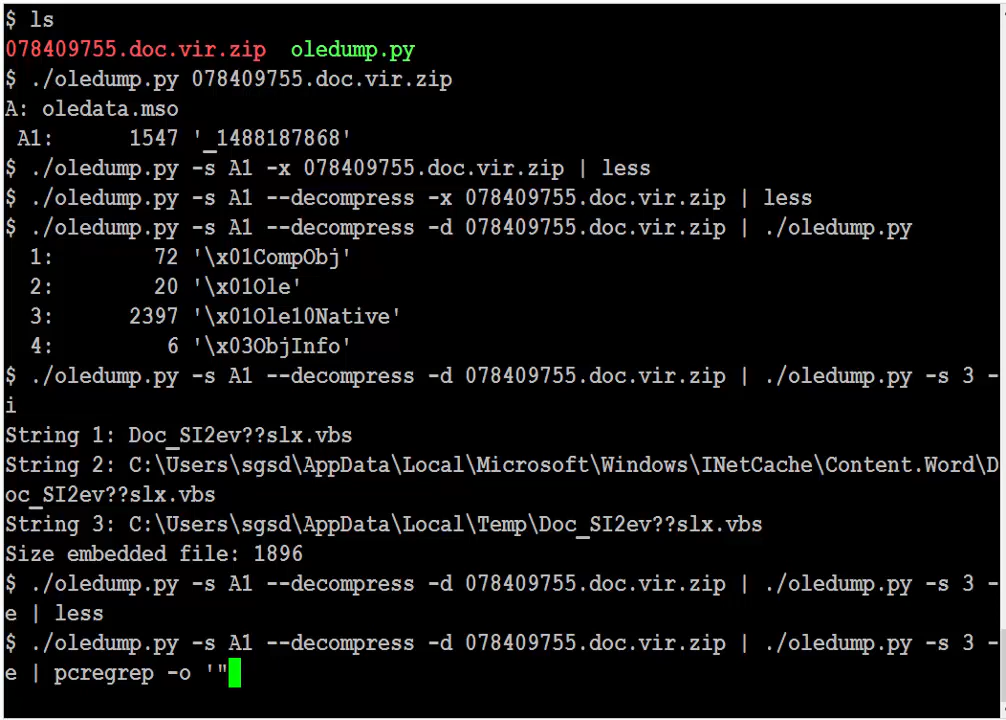 $ ls
078409755.doc.vir.zip  oledump.py
$ ./oledump.py 078409755.doc.vir.zip
A: oledata.mso
 A1:      1547 '_1488187868'
$ ./oledump.py -s A1 -x 078409755.doc.vir.zip | less
$ ./oledump.py -s A1 --decompress -x 078409755.doc.vir.zip | less
$ ./oledump.py -s A1 --decompress -d 078409755.doc.vir.zip | ./oledump.py
  1:        72 '\x01CompObj'
  2:        20 '\x01Ole'
  3:      2397 '\x01Ole10Native'
  4:         6 '\x03ObjInfo'
$ ./oledump.py -s A1 --decompress -d 078409755.doc.vir.zip | ./oledump.py -s 3 -
i
String 1: Doc_SI2ev??slx.vbs
String 2: C:\Users\sgsd\AppData\Local\Microsoft\Windows\INetCache\Content.Word\D
oc_SI2ev??slx.vbs
String 3: C:\Users\sgsd\AppData\Local\Temp\Doc_SI2ev??slx.vbs
Size embedded file: 1896
$ ./oledump.py -s A1 --decompress -d 078409755.doc.vir.zip | ./oledump.py -s 3 -
e | less
$ ./oledump.py -s A1 --decompress -d 078409755.doc.vir.zip | ./oledump.py -s 3 -
e | pcregrep -o '"